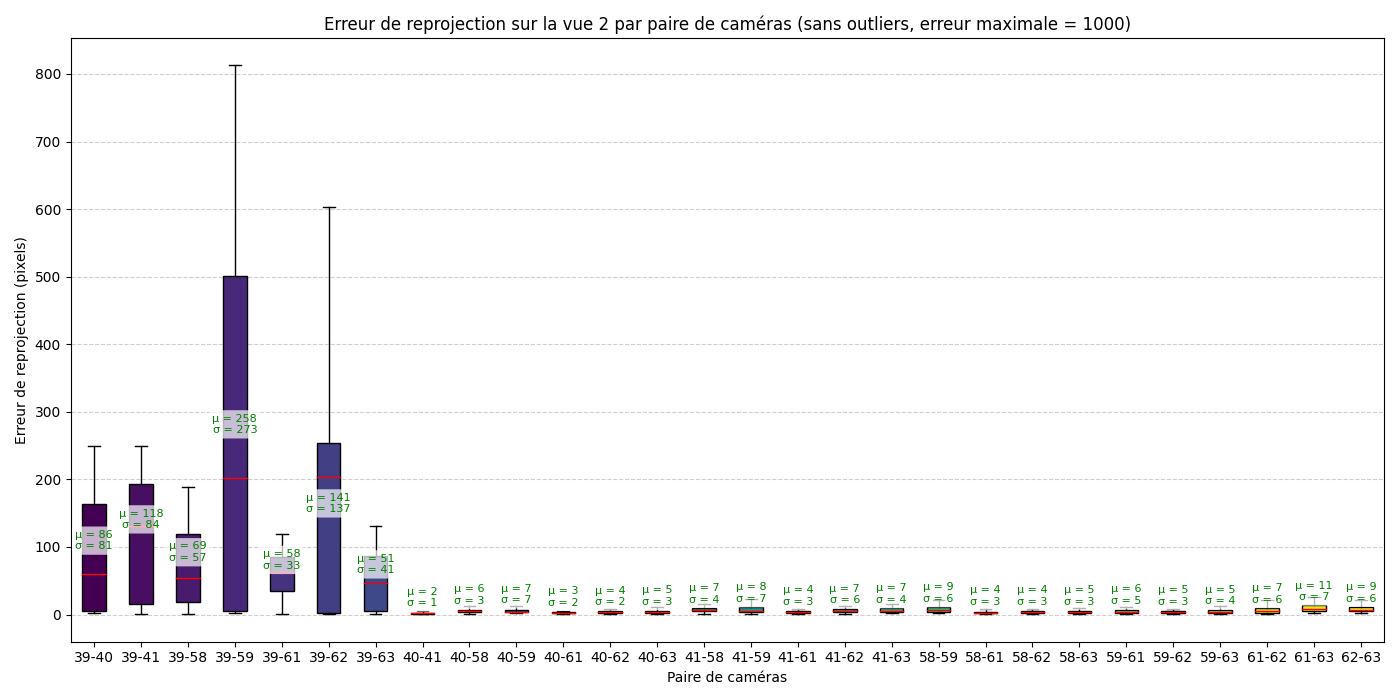 Erreur de reprojection sur la vue 2 par paire de caméras (sans outliers, erreur maximale = 1000)
Erreur de reprojection (pixels)
800
700
600
500
400
300
200
100
0
μ = 86
σ = 81
μ = 118
σ = 84
μ = 69
σ = 57
μ = 258
σ = 273
μ = 58
σ = 33
μ = 141
σ = 137
μ = 51
σ = 41
μ = 2
σ = 1
μ = 6
σ = 3
μ = 7
σ = 7
μ = 3
σ = 2
μ = 4
σ = 2
μ = 5
σ = 3
μ = 7
σ = 4
μ = 8
σ = 7
μ = 4
σ = 3
μ = 7
σ = 6
μ = 7
σ = 4
μ = 9
σ = 6
μ = 4
σ = 3
μ = 4
σ = 3
μ = 5
σ = 3
μ = 6
σ = 5
μ = 5
σ = 3
μ = 5
σ = 4
μ = 7
σ = 6
μ = 11
σ = 7
μ = 9
σ = 6
39-40 39-41 39-58 39-59 39-61 39-62 39-63 40-41 40-58 40-59 40-61 40-62 40-63 41-58 41-59 41-61 41-62 41-63 58-59 58-61 58-62 58-63 59-61 59-62 59-63 61-62 61-63 62-63
Paire de caméras